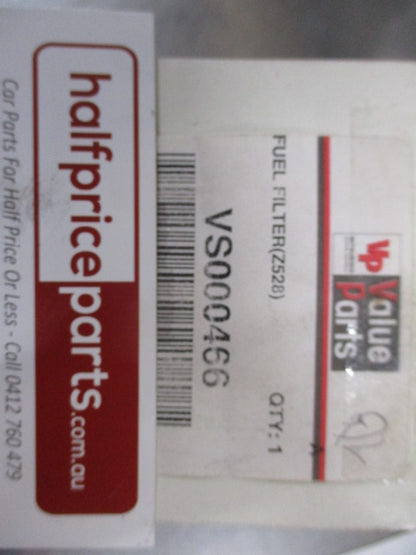 VP Value Parts
FUEL FILTER(Z528)
QTY: 1
A
VS000466
halfpriceparts.com.au
Car Parts For Half Price Or Less - Call 0412 760 479